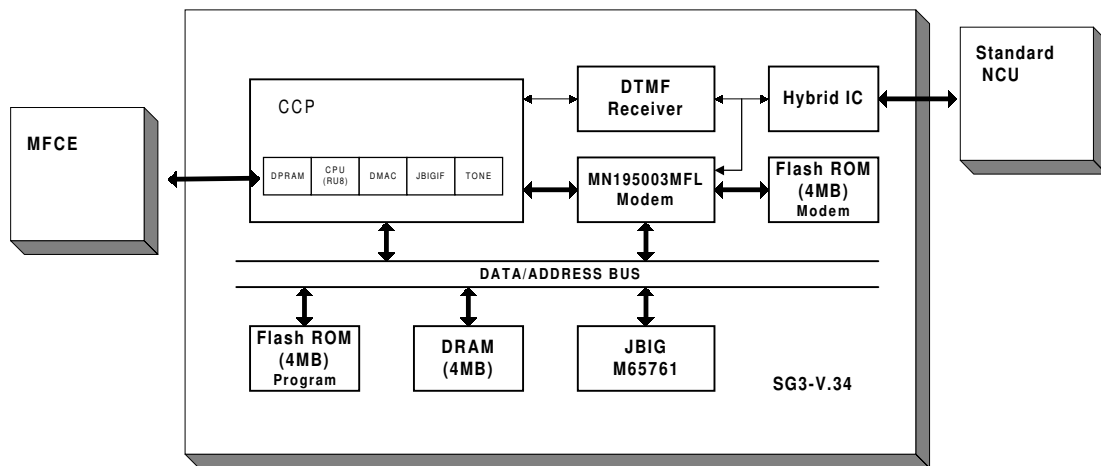 MFCE
CCP
DPRAM
CPU
(RU8)
DMAC
JBIGIF
TONE
DTMF
Receiver
Hybrid IC
Standard
NCU
MN195003MFL
Modem
Flash ROM
(4MB)
Modem
DATA/ADDRESS BUS
Flash ROM
(4MB)
Program
DRAM
(4MB)
JBIG
M65761
SG3-V.34